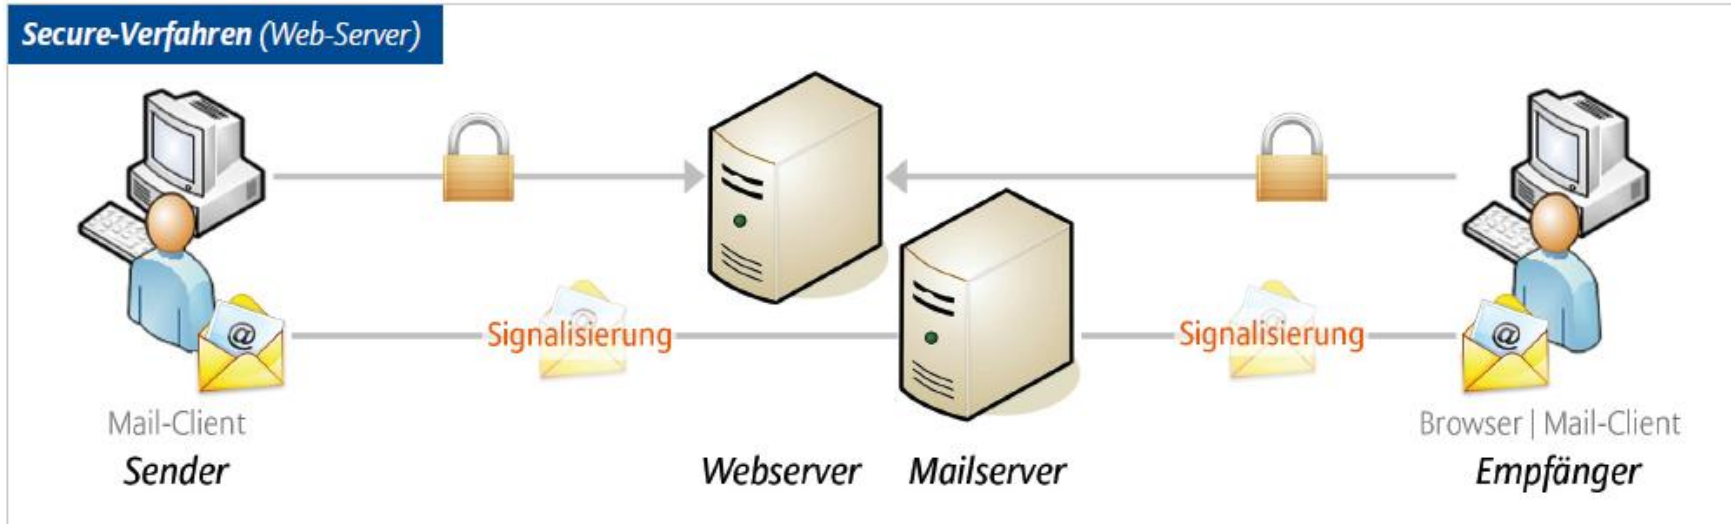 Secure-Verfahren (Web-Server)
@
Signalisierung
@
Signalisierung
@
@
Mail-Client
Browser | Mail-Client
Sender
Webserver
Mailserver
Empfänger